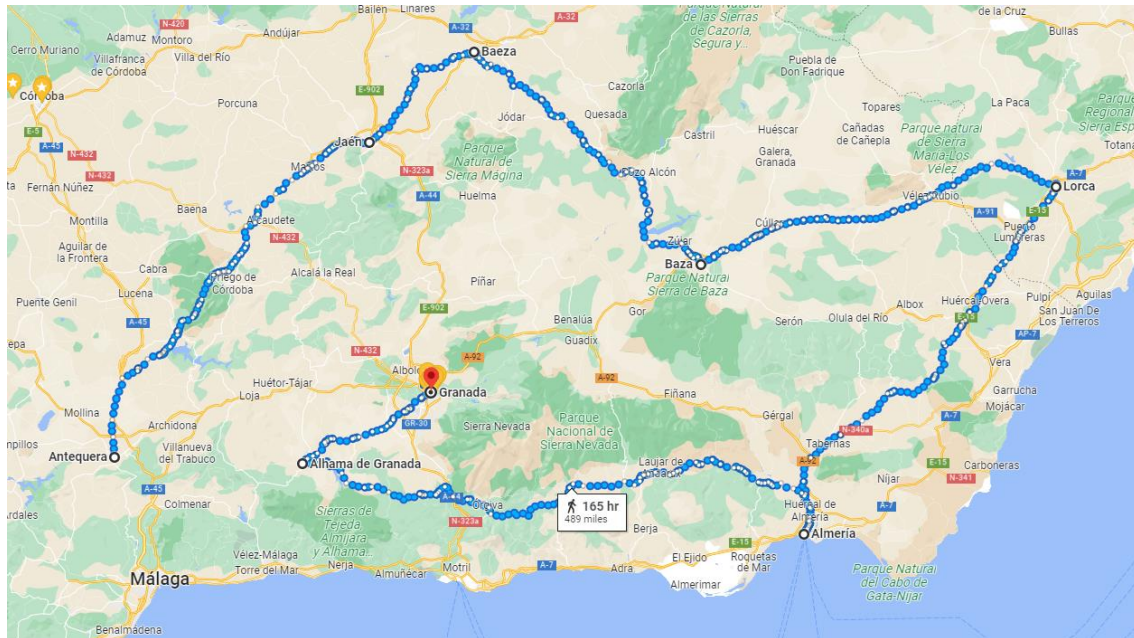 N-420
Adamuz
Montoro
Andújar
Bailén
Linares
A-32
A-32
Parque Natural
de las Sierras
de Cazorla,
Segura y...
de la Cruz
Bullas
Cerro Muriano
Villafranca
de Córdoba
Villa del Río
Baeza
Puebla de
Don Fadrique
Córdoba
E-902
Cazorla
La Paca
Parque
Regional
Sierra Esp
Porcuna
Jódar
Quesada
Topares
E-5
A-45
N-432
Jaén
Castril
Huéscar
Cañadas
de Cañepla
Parque natural
de Sierra
María-Los
Vélez
Galera,
Granada
Totana
N-432
Fernán Núñez
N-323a
Parque
Natural de
Sierra Mágina
A-7
Lorca
Baena
A-44
Huelma
Vélez-Rubio
A-91
E-15
Montilla
N-432
Puerto
Lumbreras
Aguilar de
la Frontera
Cabra
Priego de
Córdoba
Alcalá la Real
Zújar
Baza
Parque Natural
Sierra de Baza
Puente Genil
Lucena
Píñar
Albox
Huércal-Overa
Pulpí
Aguilas
E-902
Gor
Serón
Olula del Río
San Juan De
Los Terreros
A-45
Benalúa
E-15
AP-7
N-432
A-92
Guadix
Vera
Huétor-Tájar
Loja
Granada
A-92
Fiñana
Garrucha
Mollina
Mojácar
Archidona
GR-30
Sierra Nevada
Parque
Nacional de
Sierra Nevada
Gérgal
N-340a
A-7
Antequera
Villanueva
del Trabuco
Alhama de Granada
Tabernas
A-92
E-15
Carboneras
A-45
Colmenar
A-44
165 hr
489 miles
Níjar
N-341
Sierras de
Tejeda
Almijara
y Alhama...
N-323a
Huércal de
Almería
A-7
Berja
Almería
Vélez-Málaga
Torre del Mar
Nerja
Almuñécar
Motril
A-7
Adra
El Ejido
E-15
Roquetas
de Mar
Málaga
Almerimar
Parque Natural
del Cabo de
Gata-Níjar
Benalmádena